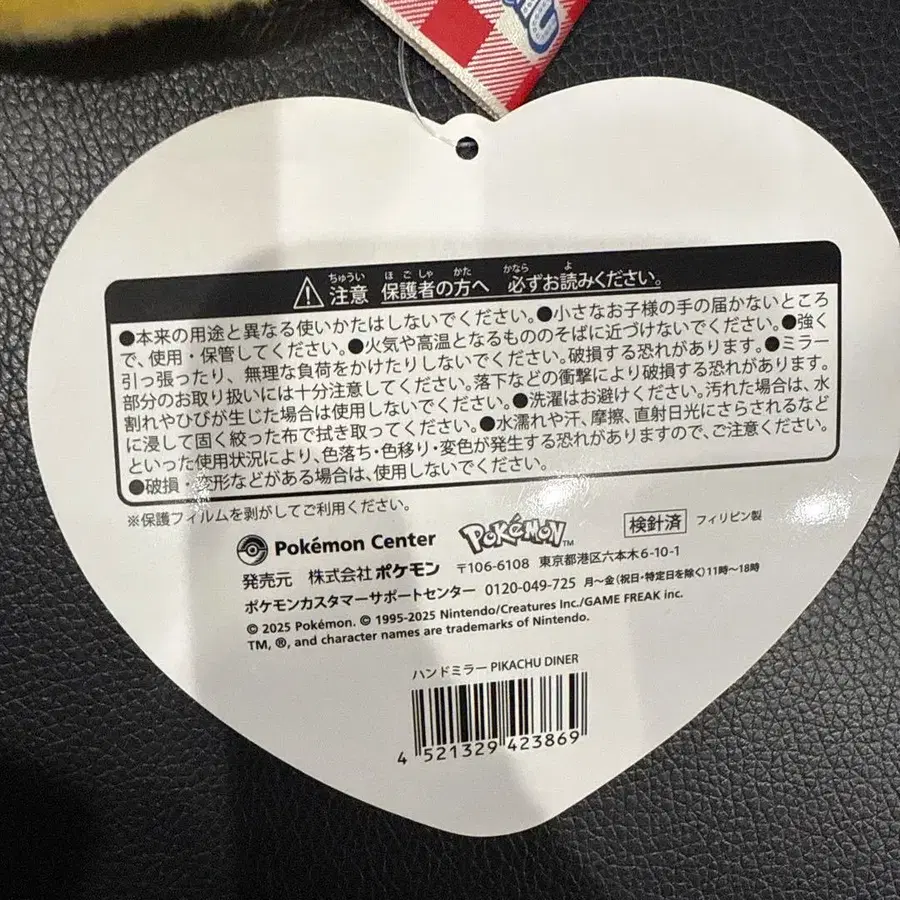 注意 保護者の方へ 必ずお読みください。
●本来の用途と異なる使いかたはしないでください。●小さなお子様の手の届かないところ
で、使用・保管してください。●火気や高温となるもののそばに近づけないでください。●強く
引っ張ったり、無理な負荷をかけたりしないでください。破損する恐れがあります。●ミラー
部分のお取り扱いには十分注意してください。落下などの衝撃により破損する恐れがあります。
割れやひびが生じた場合は使用しないでください。●洗濯はお避けください。汚れた場合は、水
に浸して固く絞った布で拭き取ってください。●水濡れや汗、摩擦、直射日光にさらされるなど
といった使用状況により、色落ち・色移り・変色が発生する恐れがありますので、ご注意ください。
●破損・変形などがある場合は、使用しないでください。
※保護フィルムを剥がしてご利用ください。
Pokémon Center POKéMON™ 検針済 フィリピン製
発売元 株式会社ポケモン 〒106-6108 東京都港区六本木6-10-1
ポケモンカスタマーサポートセンター 0120-049-725 月～金(祝日・特定日を除く)11時～18時
© 2025 Pokémon. © 1995-2025 Nintendo/Creatures Inc./GAME FREAK inc.
TM, ®, and character names are trademarks of Nintendo.
ハンドミラー PIKACHU DINER
4 521329 423869